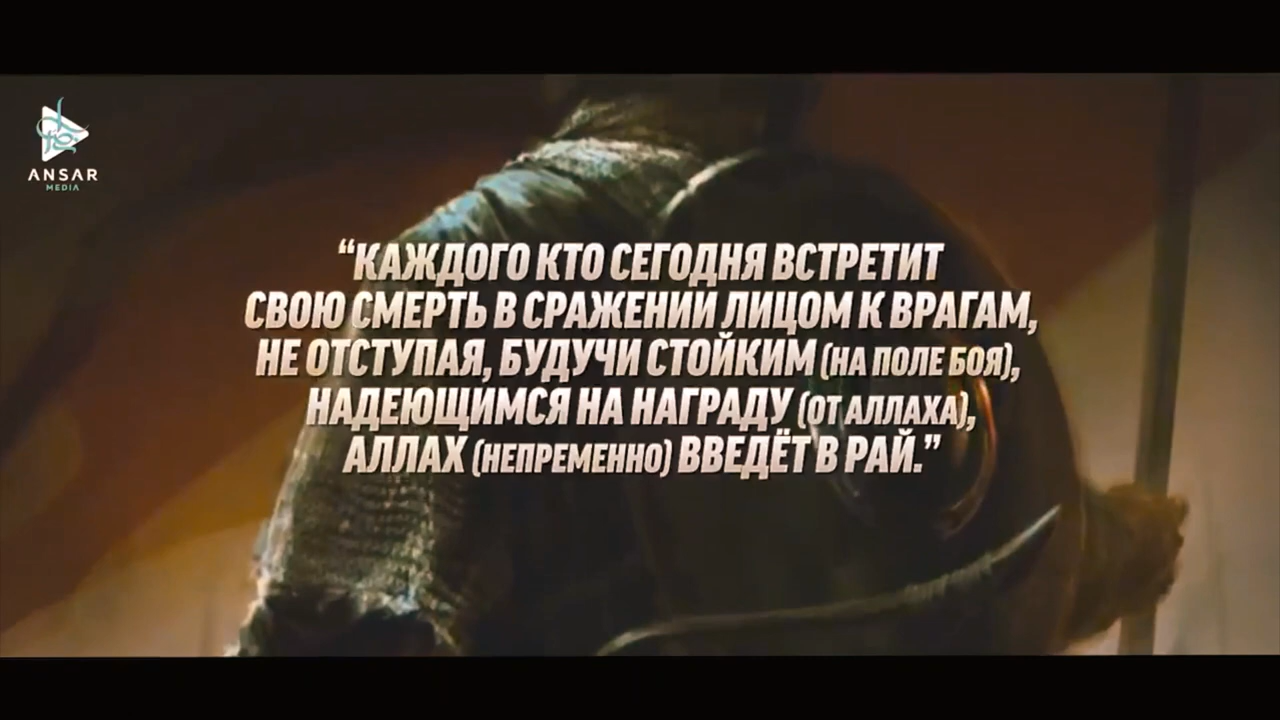 ANSAR
MEDIA
“КАЖДОГО КТО СЕГОДНЯ ВСТРЕТИТ
СВОЮ СМЕРТЬ В СРАЖЕНИИ ЛИЦОМ К ВРАГАМ,
НЕ ОТСТУПАЯ, БУДУЧИ СТОЙКИМ (НА ПОЛЕ БОЯ),
НАДЕЮЩИМСЯ НА НАГРАДУ (ОТ АЛЛАХА),
АЛЛАХ (НЕПРЕМЕННО) ВВЕДЁТ В РАЙ.”